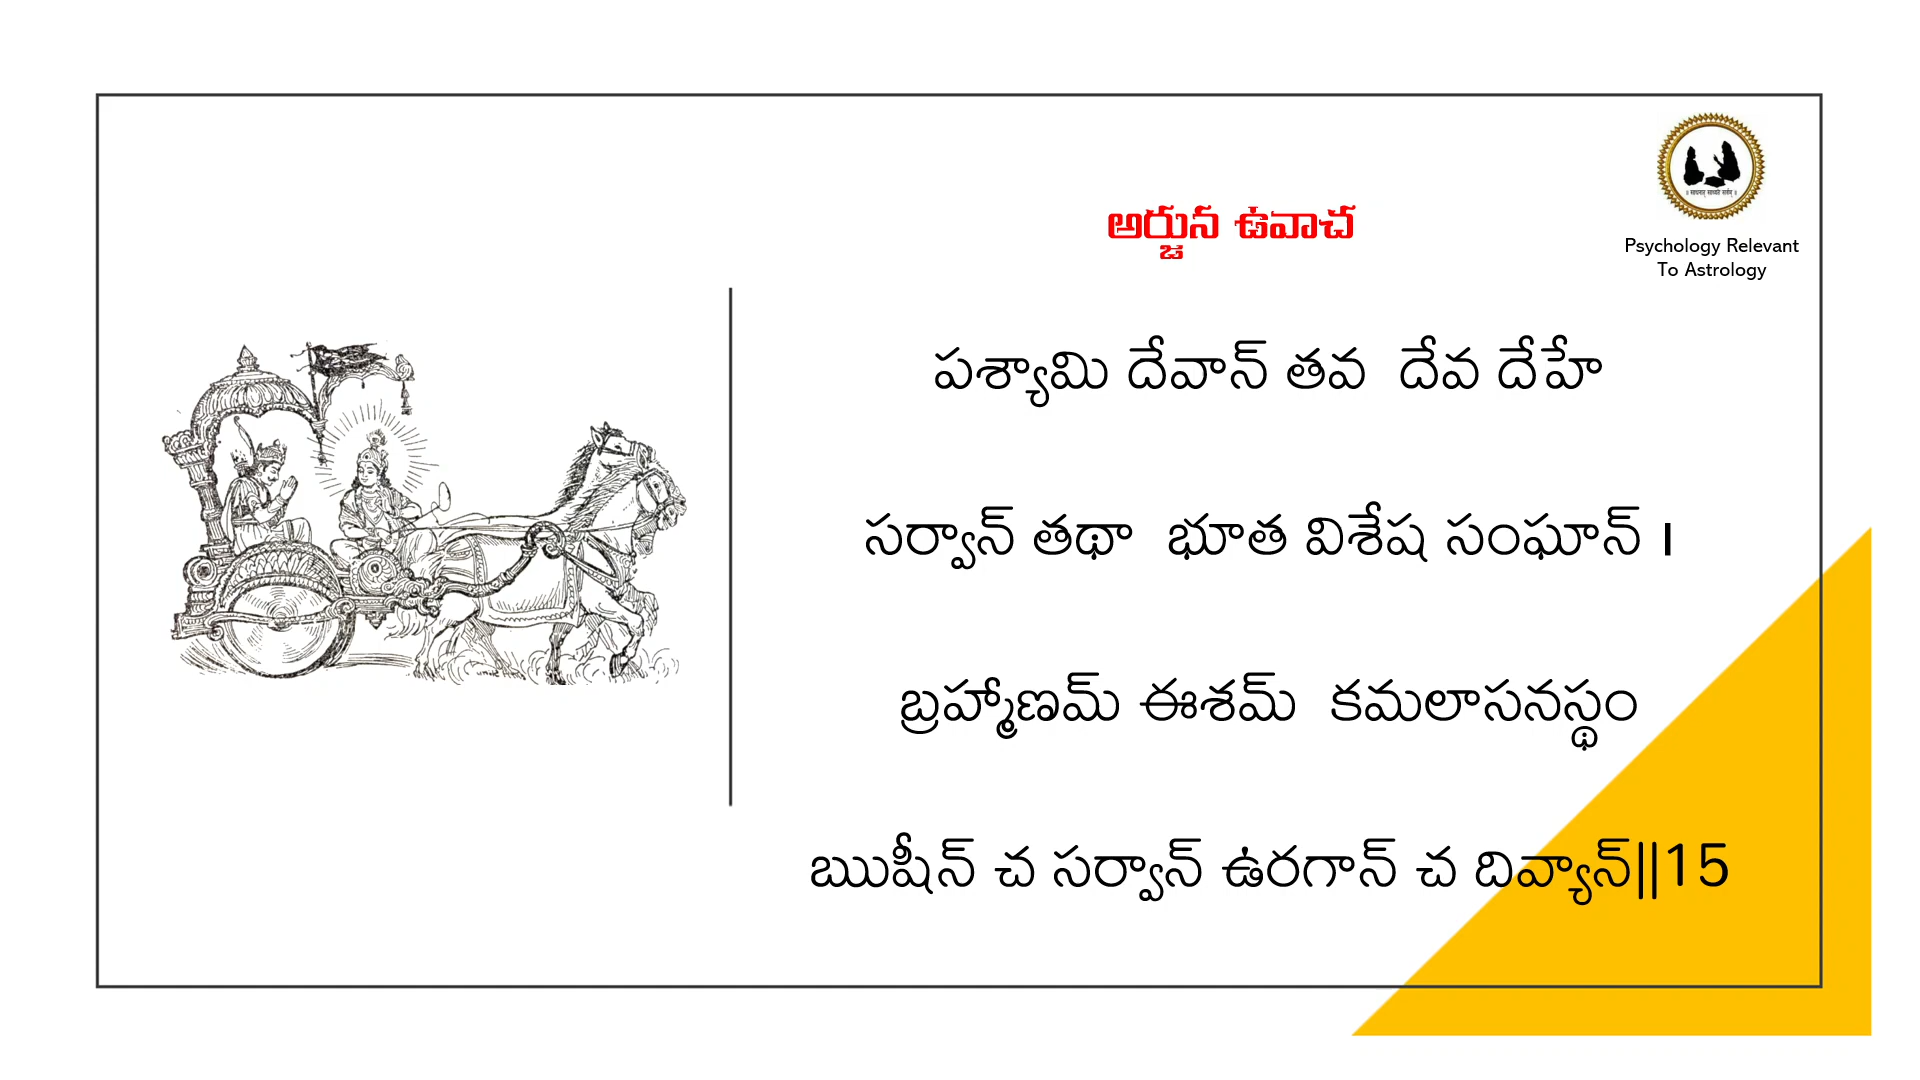 అర్జున ఉవాచ
Psychology Relevant
To Astrology
పశ్యామి దేవాన్ తవ దేవ దేహే
సర్వాన్ తథా భూత విశేష సంఘాన్ ।
బ్రహ్మాణమ్ ఈశమ్ కమలాసనస్థం
ఋషీన్ చ సర్వాన్ ఉరగాన్ చ దివ్యాన్||15